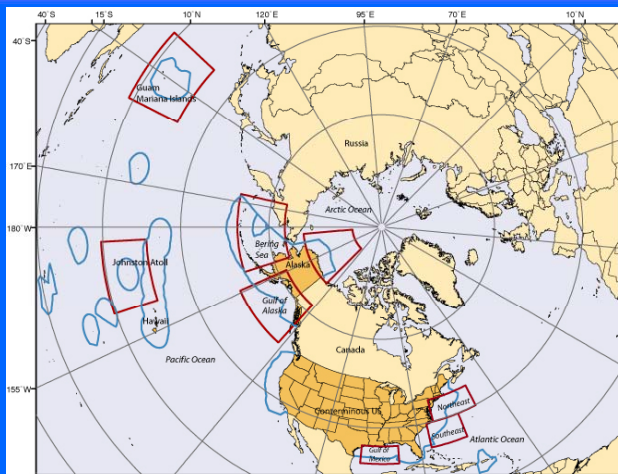 40°S
15°N
10°N
120°E
95°E
70°E
10°N
40°S
Guam
Mariana Islands
Russia
170°E
Arctic Ocean
180°W
Bering
Sea
Alaska
Johnston Atoll
Gulf of
Alaska
Hawaii
Canada
Pacific Ocean
155°W
Conterminous US
Northeast
Southeast
Atlantic Ocean
Gulf of
Mexico